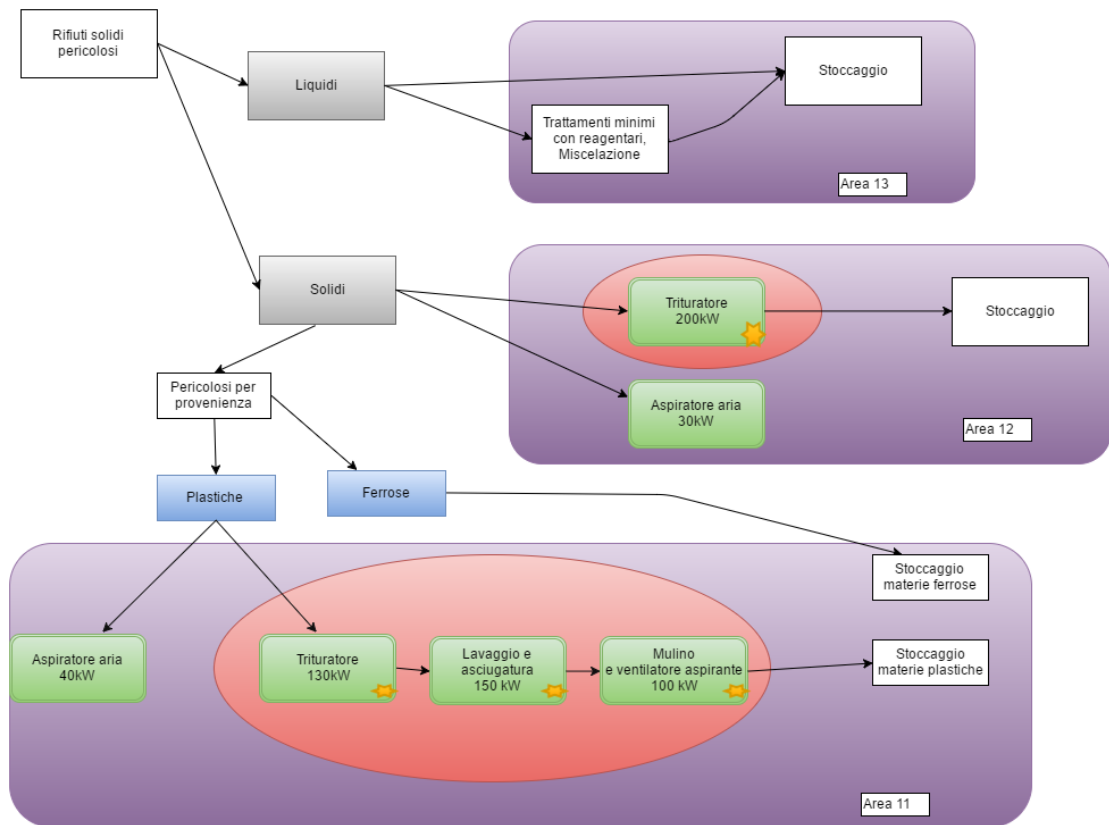 Rifiuti solidi
pericolosi
Liquidi
Stoccaggio
Trattamenti minimi
con reagentari,
Miscelazione
Area 13
Solidi
Trituratore
200kW
Stoccaggio
Aspiratore aria
30kW
Area 12
Pericolosi per
provenienza
Plastiche
Ferrose
Stoccaggio
materie ferrose
Aspiratore aria
40kW
Trituratore
130kW
Lavaggio e
asciugatura
150 kW
Mulino
e ventilatore aspirante
100 kW
Stoccaggio
materie plastiche
Area 11